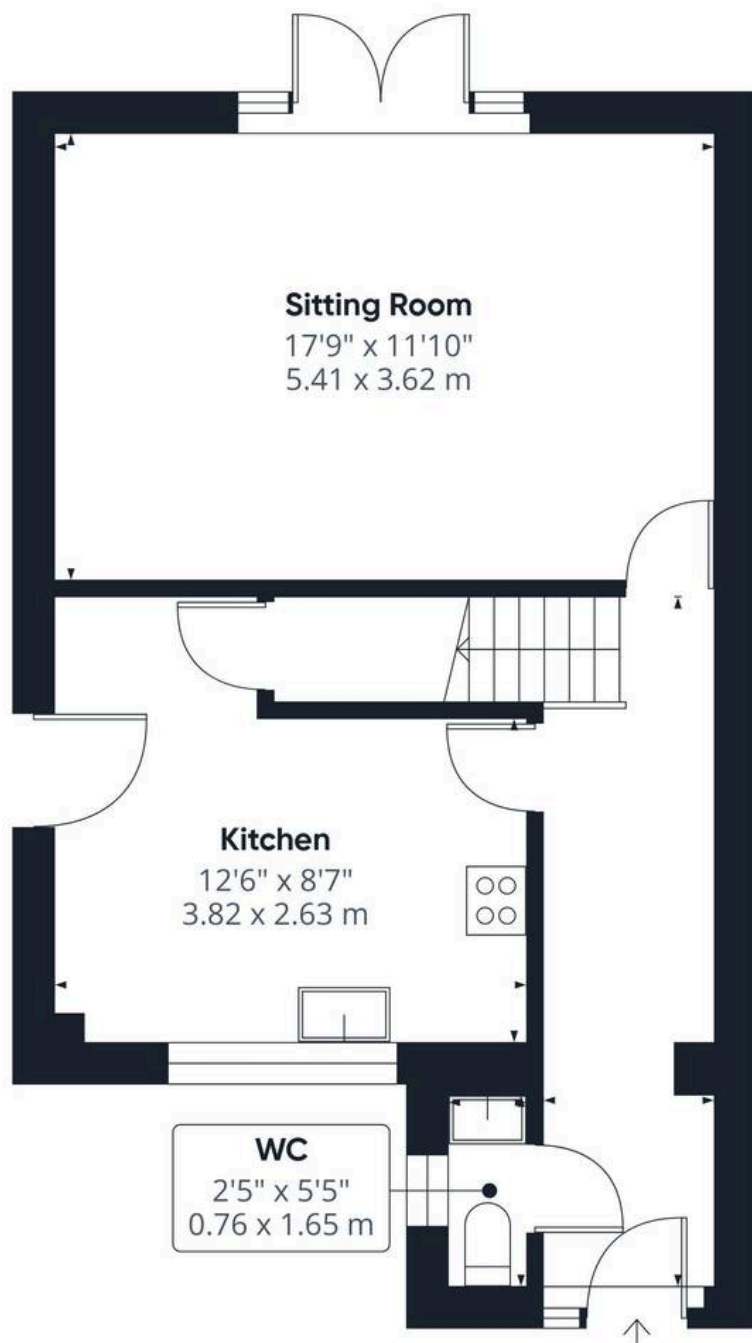 Sitting Room
17'9" x 11'10"
5.41 x 3.62 m
Kitchen
12'6" x 8'7"
3.82 x 2.63 m
WC
2'5" x 5'5"
0.76 x 1.65 m